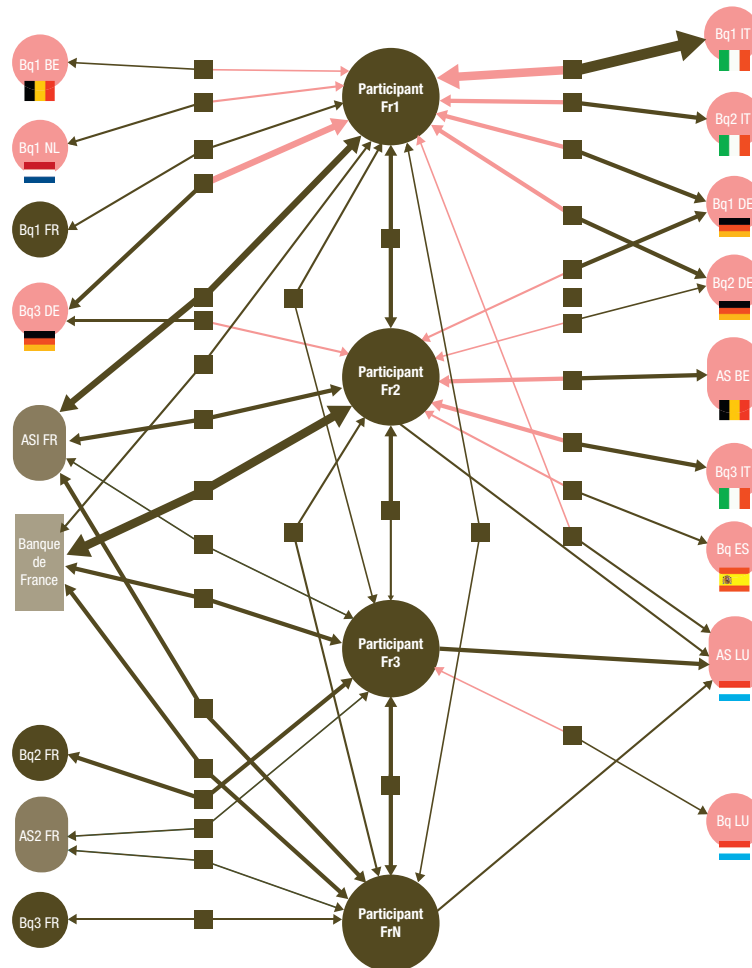 Bq1 BE
Bq1 NL
Bq1 FR
Bq3 DE
ASI FR
Banque
de
France
Bq2 FR
AS2 FR
Bq3 FR
Participant
Fr1
Participant
Fr2
Participant
Fr3
Participant
FrN
Bq1 IT
Bq2 IT
Bq1 DE
Bq2 DE
AS BE
Bq3 IT
Bq ES
AS LU
Bq LU